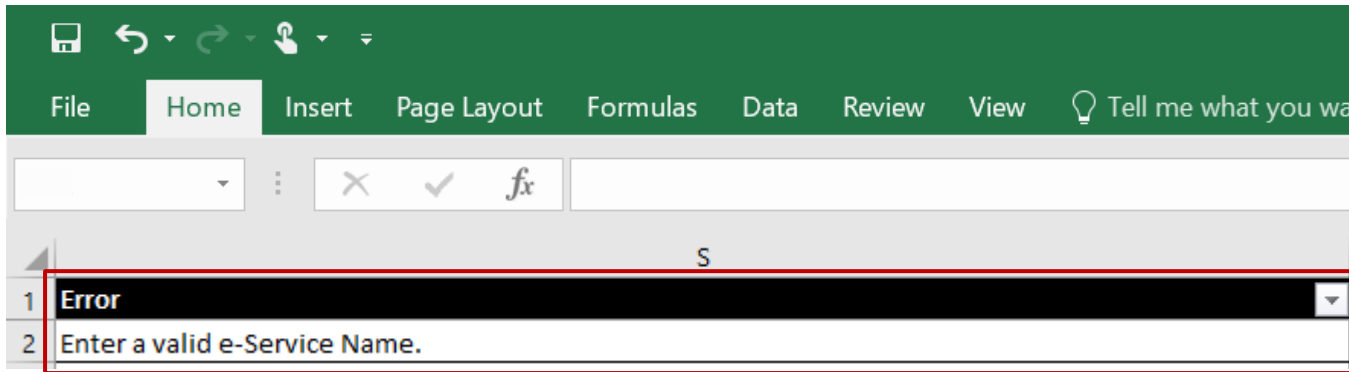 File Home Insert Page Layout Formulas Data Review View Tell me what you wa
fx
S
1 Error
2 Enter a valid e-Service Name.